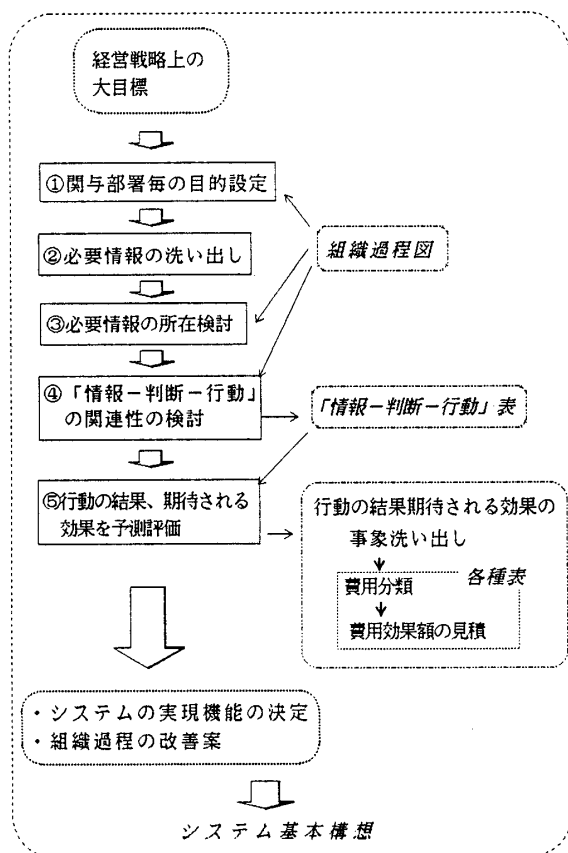 経営戦略上の
大目標
①関与部署毎の目的設定
②必要情報の洗い出し
組織過程図
③必要情報の所在検討
④「情報－判断－行動」
の関連性の検討
「情報－判断－行動」表
⑤行動の結果、期待される
効果を予測評価
行動の結果期待される効果の
事象洗い出し
各種表
費用分類
費用効果額の見積
・システムの実現機能の決定
・組織過程の改善案
システム基本構想